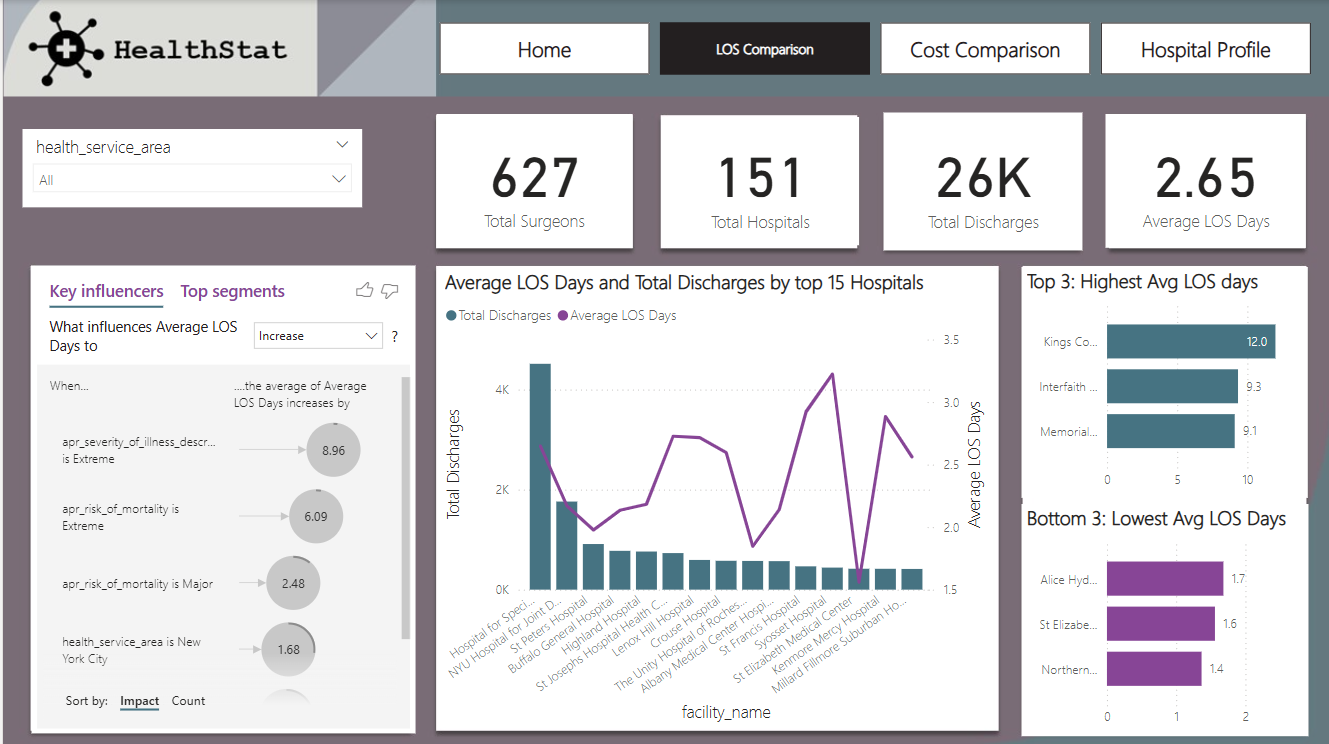 HealthStat
Home
LOS Comparison
Cost Comparison
Hospital Profile
health_service_area
All
627
Total Surgeons
151
Total Hospitals
26K
Total Discharges
2.65
Average LOS Days
Key influencers
Top segments
What influences Average LOS
Days to
Increase
?
When...
....the average of Average
LOS Days increases by
apr_severity_of_illness_descr...
is Extreme
8.96
apr_risk_of_mortality is
Extreme
6.09
apr_risk_of_mortality is Major
2.48
health_service_area is New
York City
1.68
Sort by:
Impact
Count
Average LOS Days and Total Discharges by top 15 Hospitals
Total Discharges
Average LOS Days
Total Discharges
4K
2K
0K
3.5
3.0
2.5
2.0
1.5
Average LOS Days
Hospital for Speci...
NYU Hospital for Joint D...
St Peters Hospital
Buffalo General Hospital
Highland Hospital
St Josephs Hospital Health C...
Lenox Hill Hospital
Crouse Hospital
The Unity Hospital of Roches...
Albany Medical Center Hospi...
St Francis Hospital
Syosset Hospital
St Elizabeth Medical Center
Kenmore Mercy Hospital
Millard Fillmore Suburban Ho...
facility_name
Top 3: Highest Avg LOS days
Kings Co...
12.0
Interfaith ...
9.3
Memorial...
9.1
0
5
10
Bottom 3: Lowest Avg LOS Days
Alice Hyd...
1.7
St Elizabe...
1.6
Northern...
1.4
0
1
2